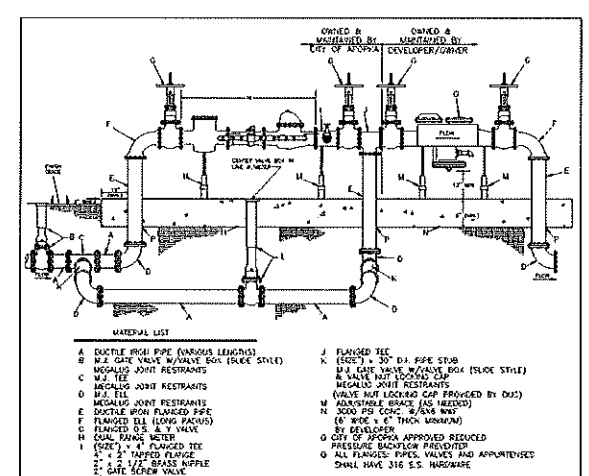 OWNED & OWNED &
MAINTAINED BY MAINTAINED BY
CITY OF APOPKA DEVELOPER/OWNER
G G G O G
H I J
F FLOW F
FINISH
GRADE
CENTER VALVE BOX IN
LINE W/METER
12"
E M M E M M E
B C A P P P
N N
D D D
K
FLOW L FLOW
A A A
D D
MATERIAL LIST
A DUCTILE IRON PIPE (VARIOUS LENGTHS)
B M.J. GATE VALVE W/VALVE BOX (SLIDE STYLE)
MEGALUG JOINT RESTRAINTS
C M.J. TEE
MEGALUG JOINT RESTRAINTS
D M.J. ELL
MEGALUG JOINT RESTRAINTS
E DUCTILE IRON FLANGED PIPE
F FLANGED ELL (LONG RADIUS)
G FLANGED O.S. & Y VALVE
H DUAL RANGE METER
I (SIZE") x 4" FLANGED TEE
4" x 2" TAPPED FLANGE
2" x 2 1/2" BRASS NIPPLE
2" GATE SCREW VALVE
J FLANGED TEE
K (SIZE") x 30" D.I. PIPE STUB
M.J. GATE VALVE W/VALVE BOX (SLIDE STYLE)
& VALVE NUT LOCKING CAP
MEGALUG JOINT RESTRAINTS
(VALVE NUT LOCKING CAP PROVIDED BY OUC)
M ADJUSTABLE BRACE (AS NEEDED)
N 3000 PSI CONC. W/6X6 WWF
(6' WIDE x 6" THICK MINIMUM)
BY DEVELOPER
O CITY OF APOPKA APPROVED REDUCED
PRESSURE BACKFLOW PREVENTER
Q ALL FLANGES: PIPES, VALVES AND APPURTENSES
SHALL HAVE 316 S.S. HARDWARE